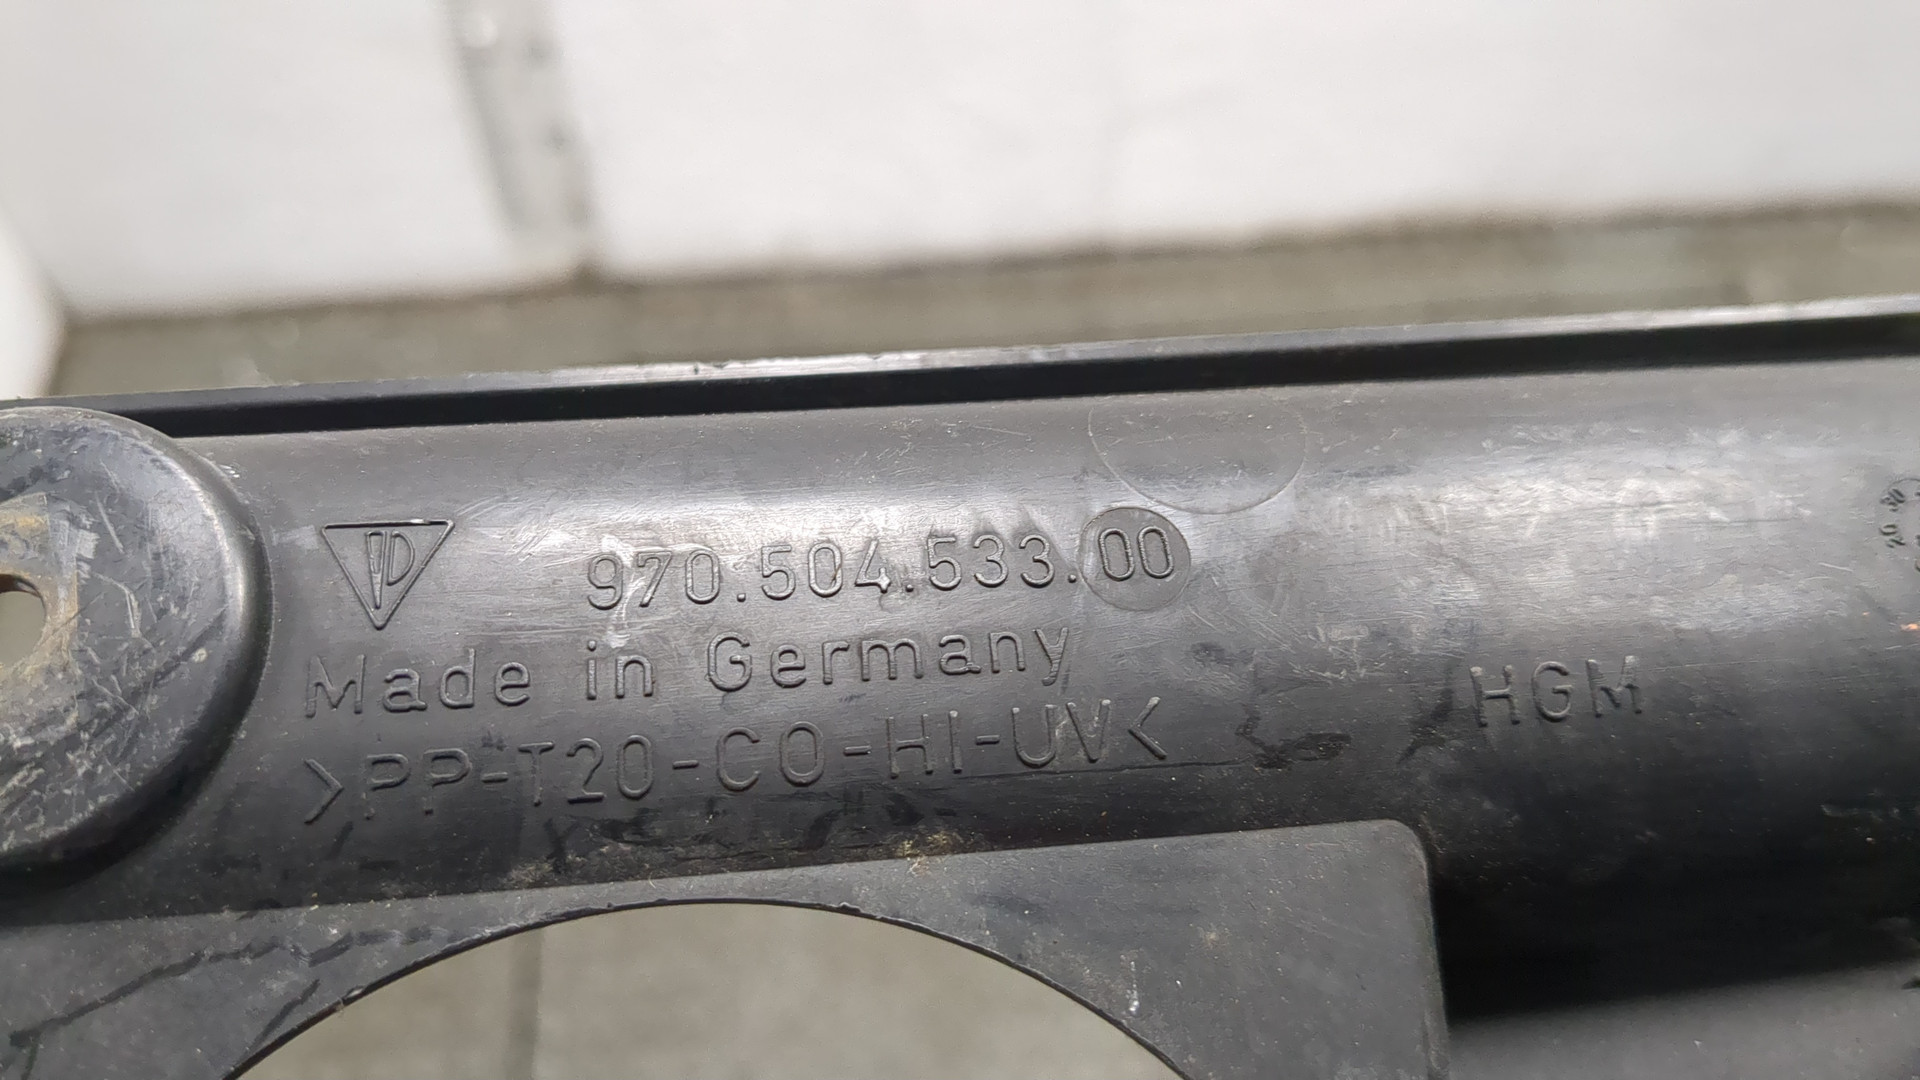 970.504.533.00
Made in Germany
>PP-T20-CO-HI-UV<
HGM